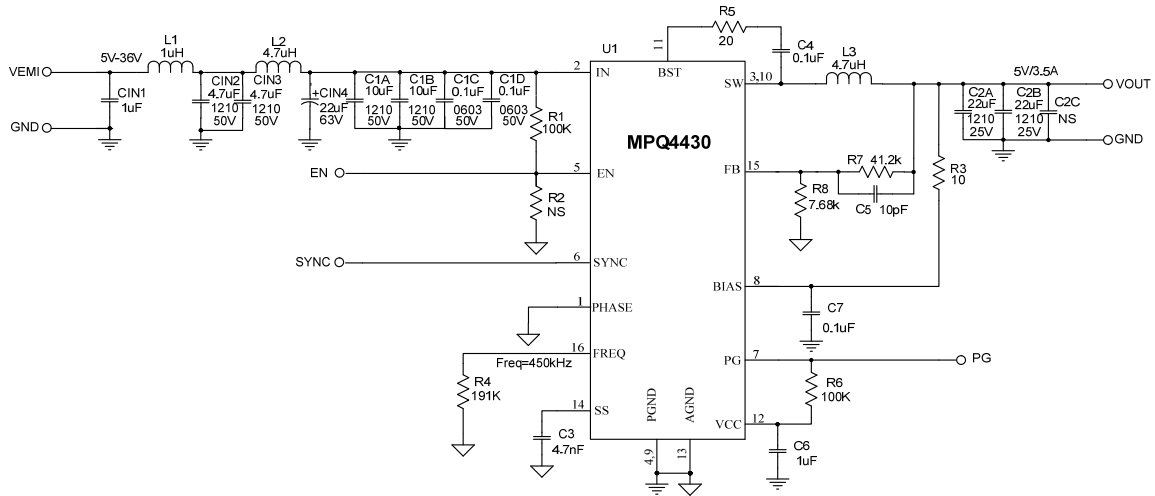 R5
20
11
C4
0.1uF
L1
1uH
L2
4.7uH
5V-36V
VEMI
GND
CIN1
1uF
CIN2
4.7uF
1210
50V
CIN3
4.7uF
1210
50V
+CIN4
22uF
63V
C1A
10uF
1210
50V
C1B
10uF
1210
50V
C1C
0.1uF
0603
50V
C1D
0.1uF
0603
50V
R1
100K
U1
2
IN
BST
SW
3,10
L3
4.7uH
5V/3.5A
VOUT
C2A
22uF
1210
25V
C2B
22uF
1210
25V
C2C
NS
GND
MPQ4430
EN
5
EN
R2
NS
FB
15
R7 41.2k
C5 10pF
R8
7.68k
R3
10
SYNC
6
SYNC
BIAS
8
C7
0.1uF
1
PHASE
16
FREQ
Freq=450kHz
R4
191K
PG
7
PG
R6
100K
14
SS
C3
4.7nF
VCC
12
C6
1uF
PGND
AGND
4,9
13